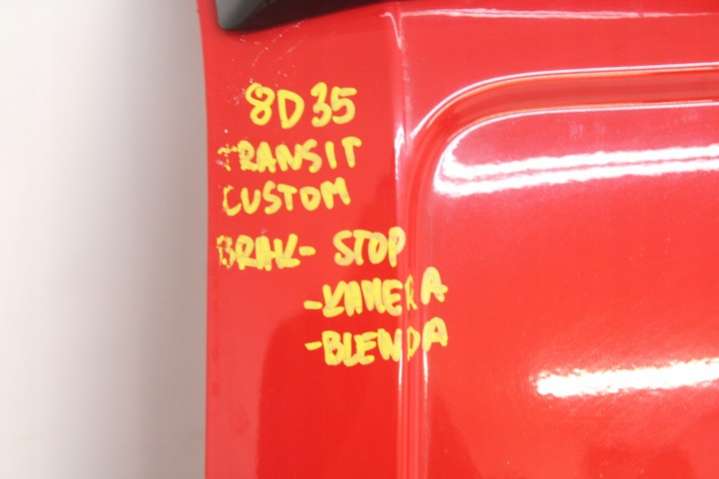 8D35
TRANSIT
CUSTOM
BRAK- STOP
-KAMERA
-BLENDA